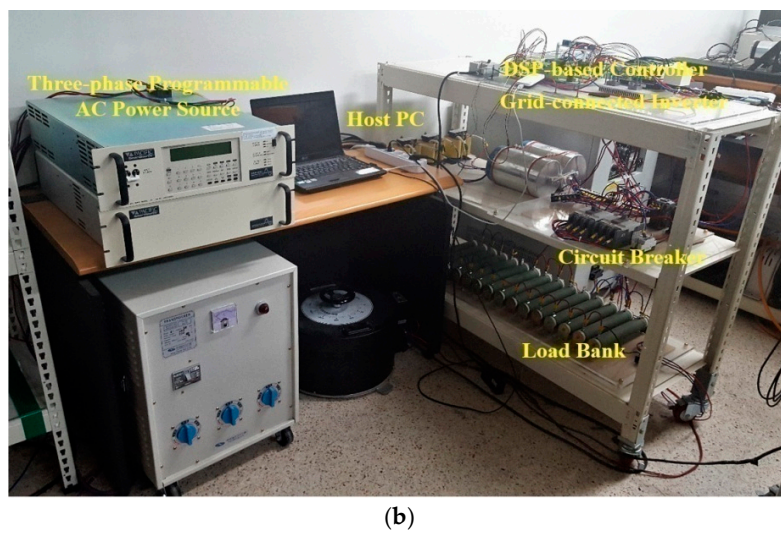 Three-phase Programmable
AC Power Source
Host PC
DSP-based Controller
Grid-connected Inverter
Circuit Breaker
Load Bank
(b)